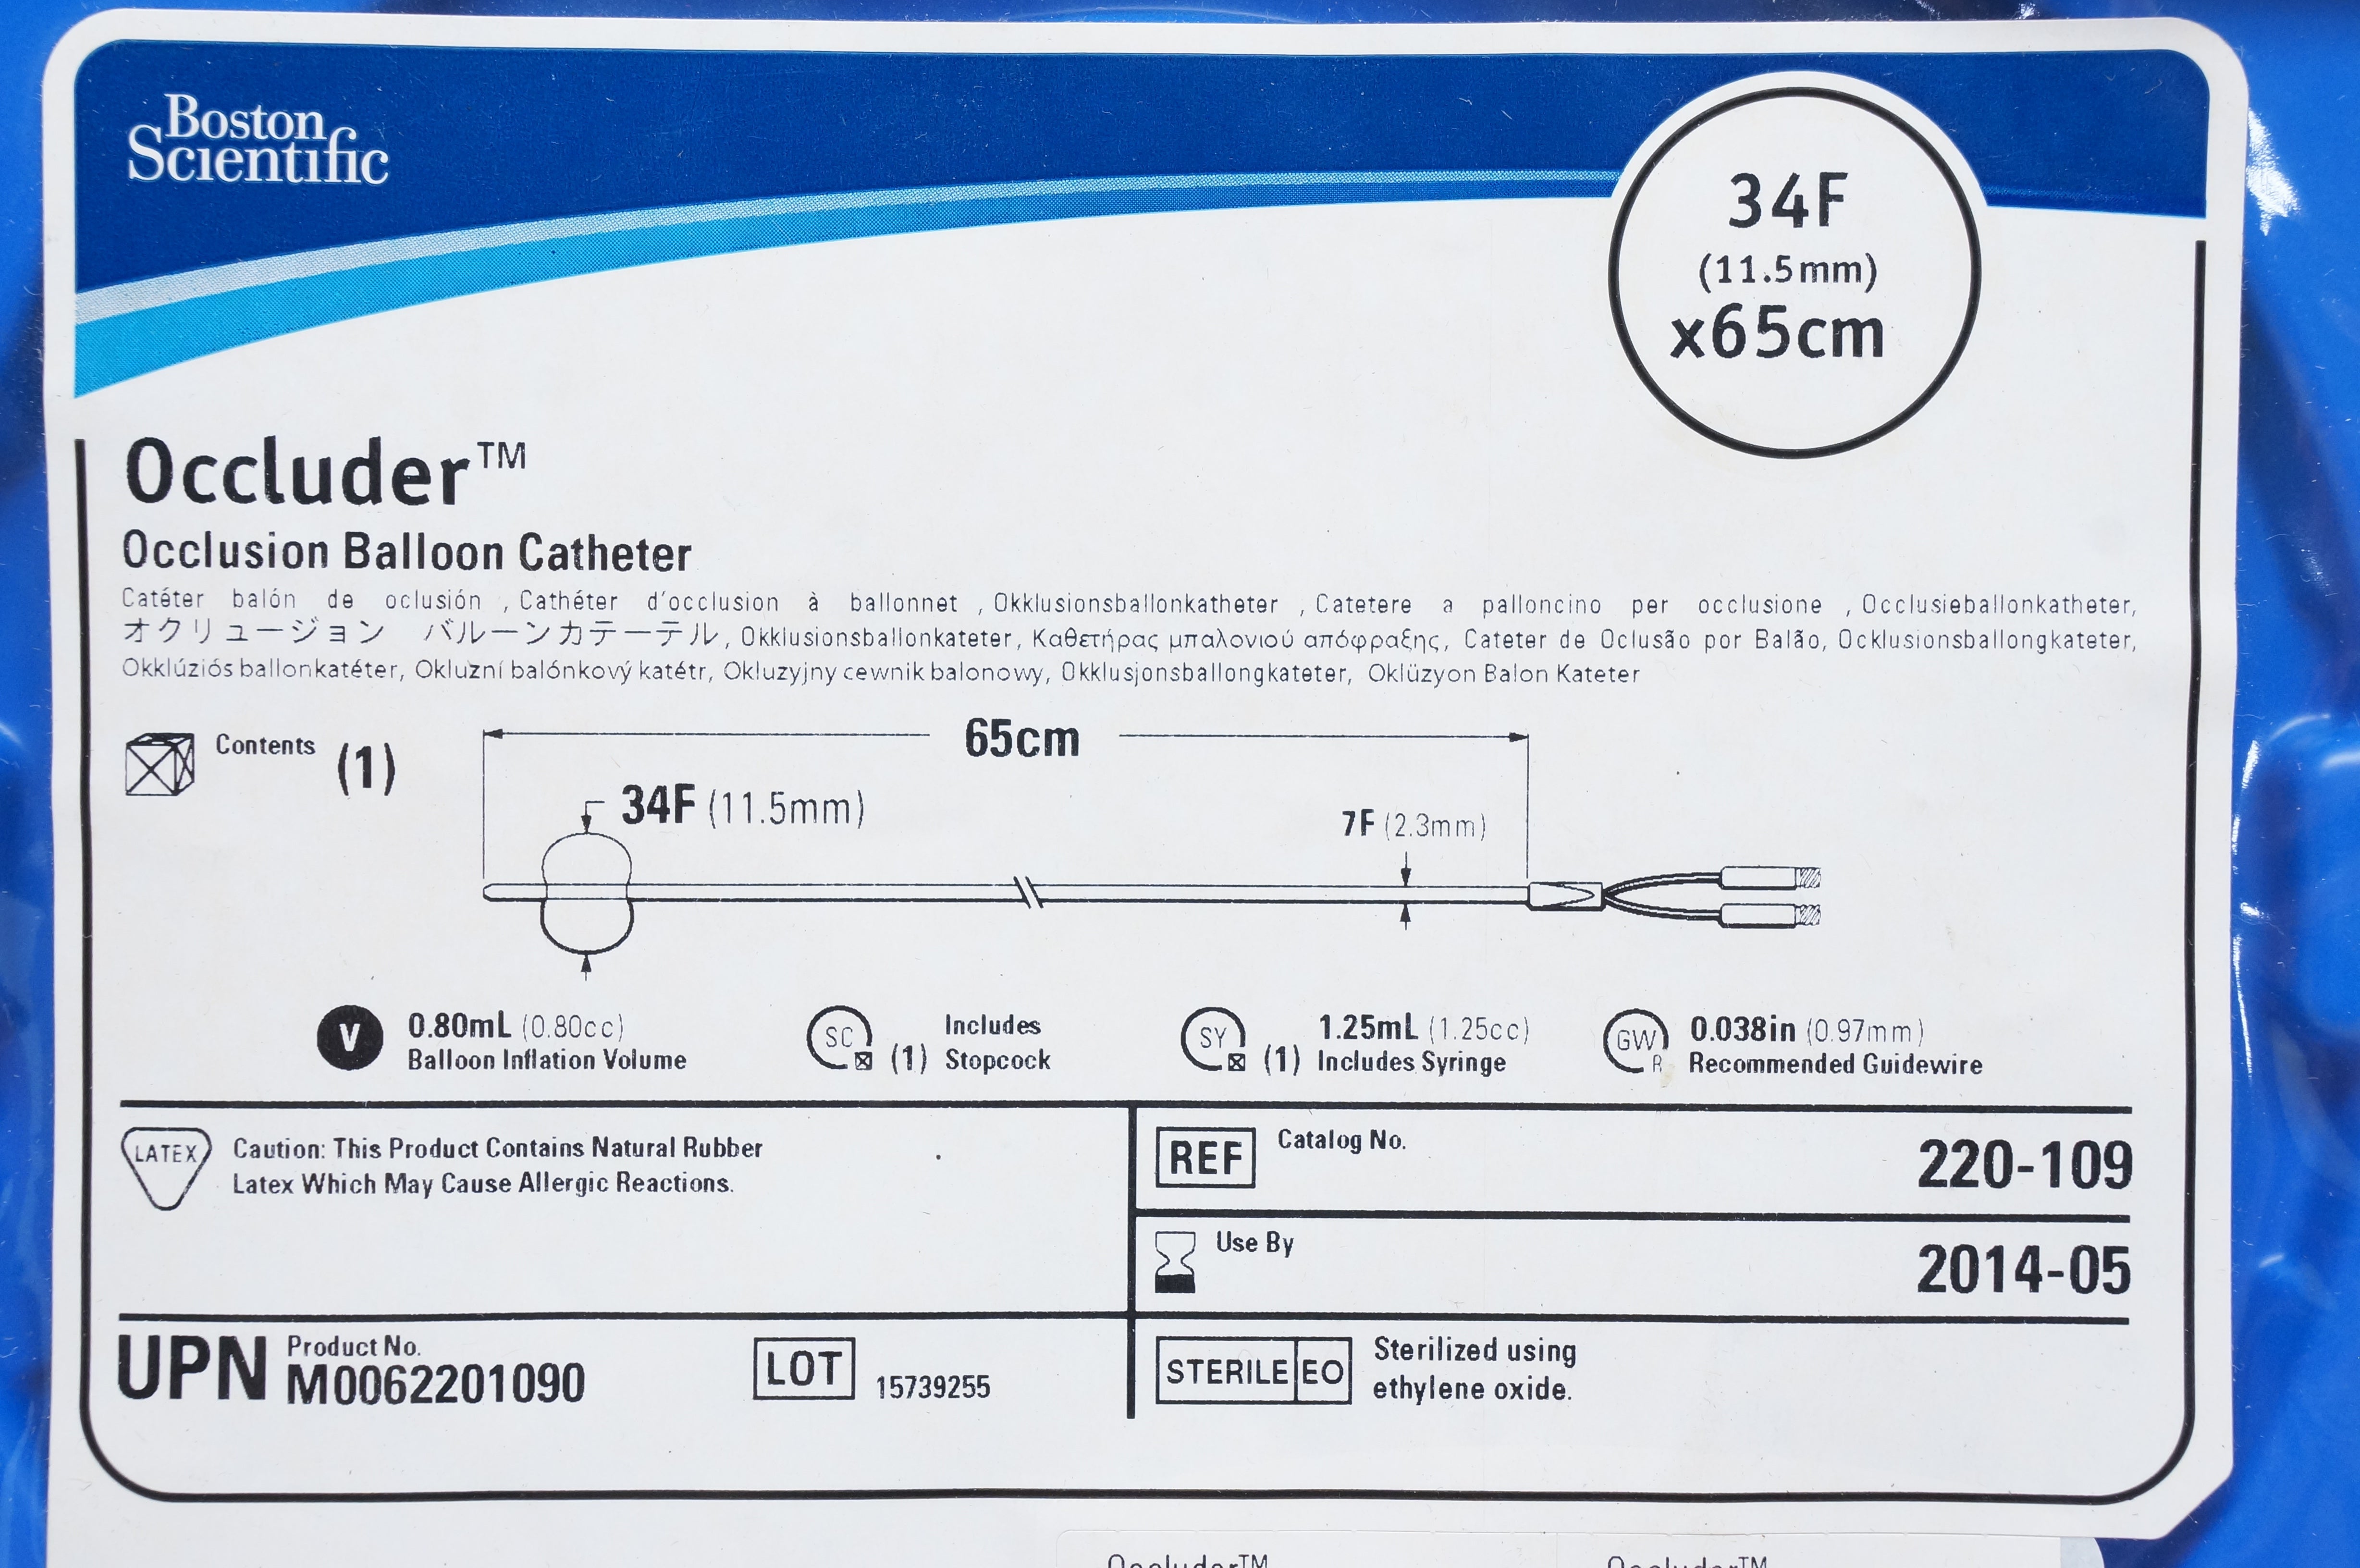 Boston
Scientific
34F
(11.5mm)
x65cm
Occluder™
Occlusion Balloon Catheter
Catéter balón de oclusión , Cathéter d'occlusion à ballonnet , Okklusionsballonkatheter , Catetere a palloncino per occlusione , Occlusieballonkatheter,
オクリュージョン バルーンカテーテル, Okklusionsballonkateter, Καθετήρας μπαλονιού απόφραξης, Cateter de Oclusão por Balão, Ocklusionsballongkateter,
Okklúziós ballonkatéter, Okluzní balónkový katétr, Okluzyjny cewnik balonowy, Okklusjonsballongkateter, Oklüzyon Balon Kateter
Contents (1)
65cm
34F (11.5mm)
7F (2.3mm)
V 0.80mL (0.80cc)
Balloon Inflation Volume
SC (1) Includes
Stopcock
SY 1.25mL (1.25cc)
(1) Includes Syringe
GW R 0.038in (0.97mm)
Recommended Guidewire
LATEX
Caution: This Product Contains Natural Rubber
Latex Which May Cause Allergic Reactions.
REF Catalog No. 220-109
Use By 2014-05
UPN Product No.
M0062201090
LOT 15739255
STERILE EO Sterilized using
ethylene oxide.
Occluder™ Occluder™